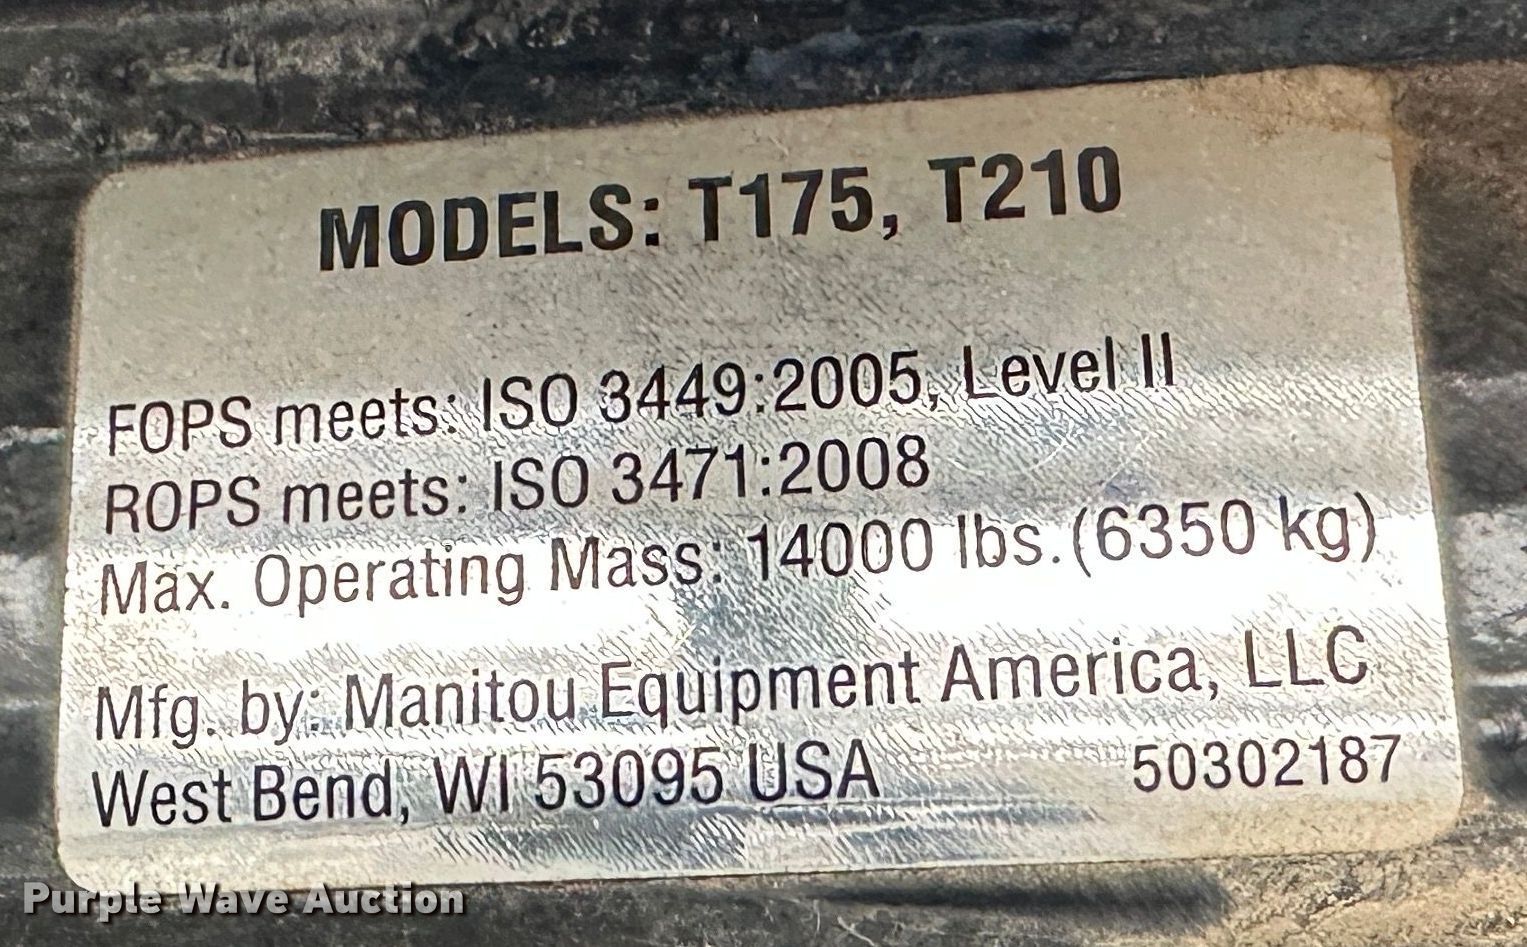 MODELS: T175, T210
FOPS meets: ISO 3449:2005, Level II
ROPS meets: ISO 3471:2008
Max. Operating Mass: 14000 lbs. (6350 kg)
Mfg. by: Manitou Equipment America, LLC
West Bend, WI 53095 USA 50302187
Purple Wave Auction